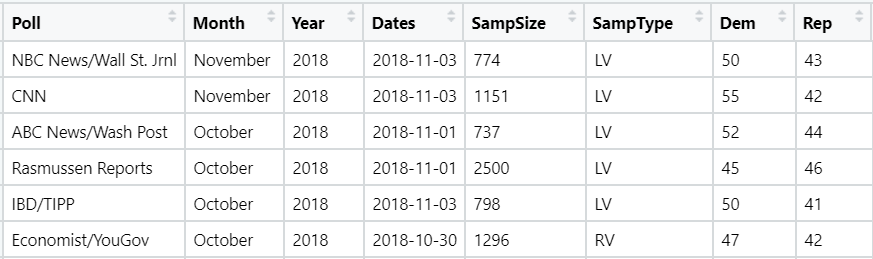 Poll Month Year Dates SampSize SampType Dem Rep
NBC News/Wall St. Jrnl November 2018 2018-11-03 774 LV 50 43
CNN November 2018 2018-11-03 1151 LV 55 42
ABC News/Wash Post October 2018 2018-11-01 737 LV 52 44
Rasmussen Reports October 2018 2018-11-01 2500 LV 45 46
IBD/TIPP October 2018 2018-11-03 798 LV 50 41
Economist/YouGov October 2018 2018-10-30 1296 RV 47 42